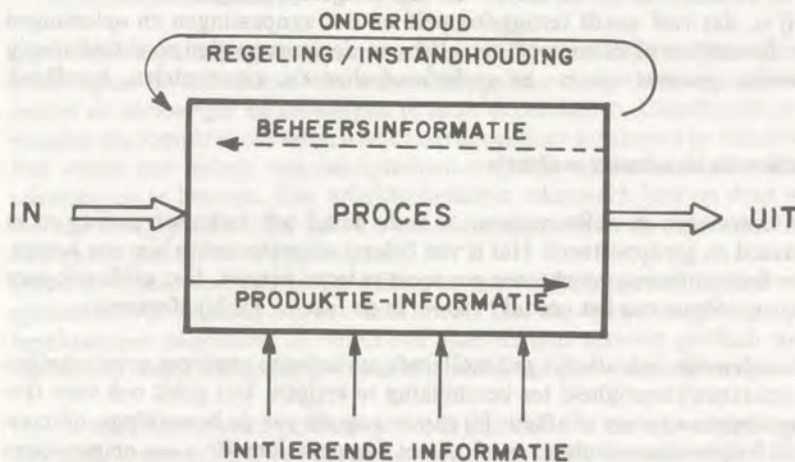 ONDERHOUD
REGELING / INSTANDHOUDING
BEHEERSINFORMATIE
IN PROCES UIT
PRODUKTIE-INFORMATIE
INITIERENDE INFORMATIE